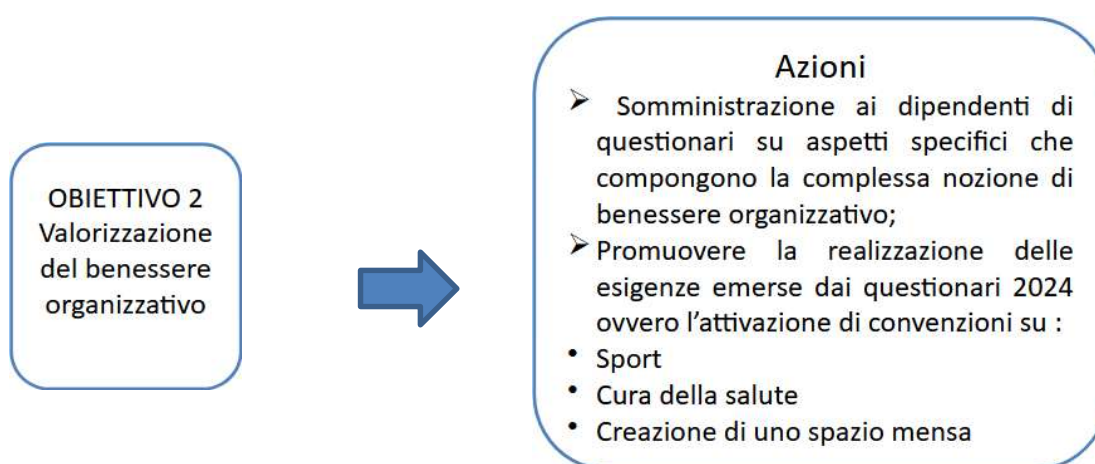 OBIETTIVO 2
Valorizzazione
del benessere
organizzativo
Azioni
➢ Somministrazione ai dipendenti di
questionari su aspetti specifici che
compongono la complessa nozione di
benessere organizzativo;
➢ Promuovere la realizzazione delle
esigenze emerse dai questionari 2024
ovvero l’attivazione di convenzioni su :
• Sport
• Cura della salute
• Creazione di uno spazio mensa